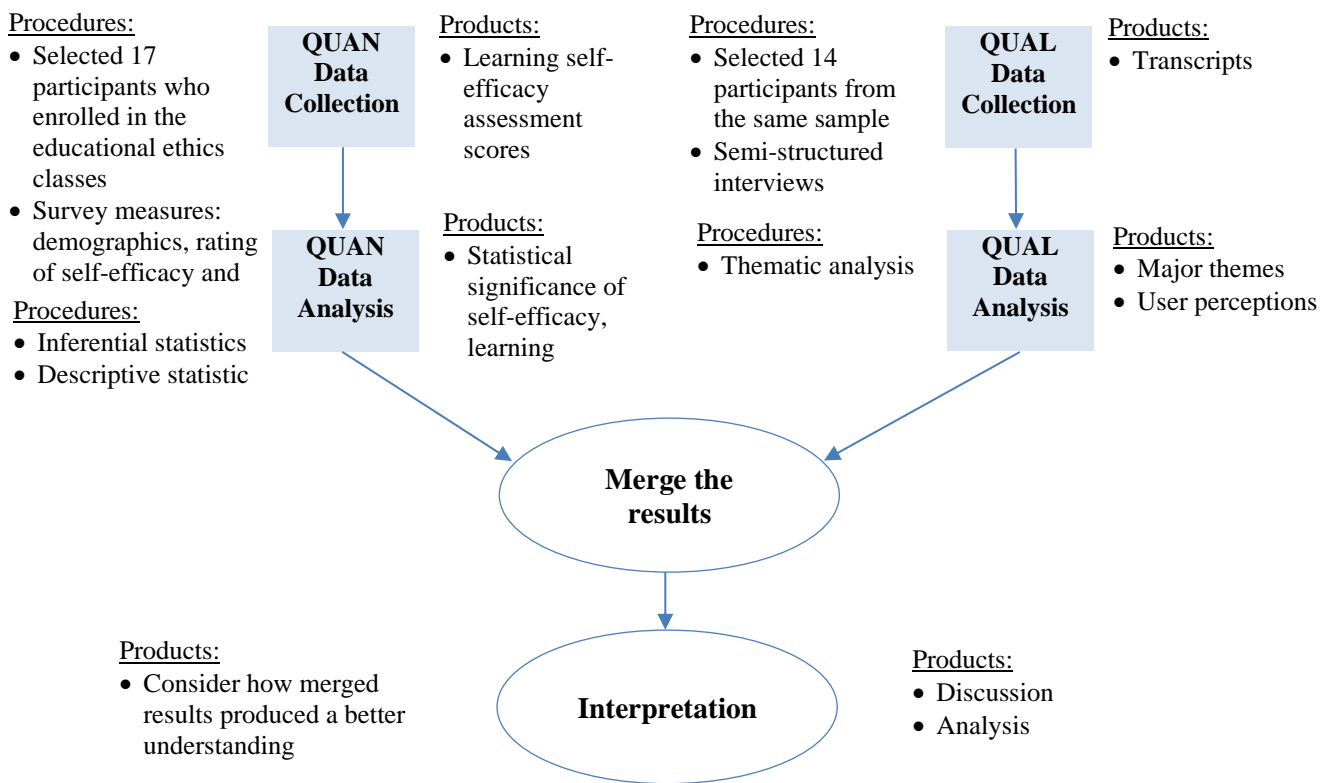 Procedures:
• Selected 17
participants who
enrolled in the
educational ethics
classes
• Survey measures:
demographics, rating
of self-efficacy and
QUAN
Data
Collection
Products:
• Learning self-
efficacy
assessment
scores
Procedures:
• Selected 14
participants from
the same sample
• Semi-structured
interviews
QUAL
Data
Collection
Products:
• Transcripts
Procedures:
• Inferential statistics
• Descriptive statistic
QUAN
Data
Analysis
Products:
• Statistical
significance of
self-efficacy,
learning
Procedures:
• Thematic analysis
QUAL
Data
Analysis
Products:
• Major themes
• User perceptions
Merge the
results
Products:
• Consider how merged
results produced a better
understanding
Interpretation
Products:
• Discussion
• Analysis